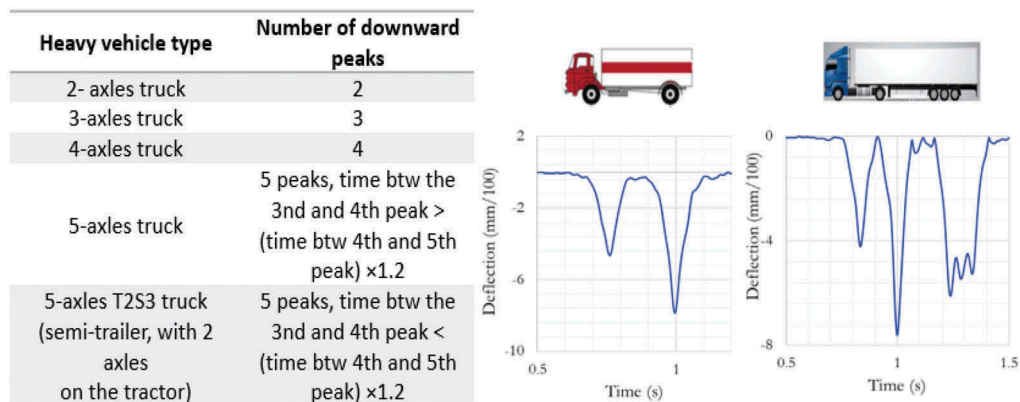 Heavy vehicle type
Number of downward
peaks
2- axles truck
2
3-axles truck
3
4-axles truck
4
5-axles truck
5 peaks, time btw the
3nd and 4th peak >
(time btw 4th and 5th
peak) ×1.2
5-axles T2S3 truck
(semi-trailer, with 2
axles
on the tractor)
5 peaks, time btw the
3nd and 4th peak <
(time btw 4th and 5th
peak) ×1.2
Deflection (mm/100)
2
-2
-6
-10
0.5
1
Time (s)
Deflection (mm/100)
0
-4
-8
0.5
1
1.5
Time (s)